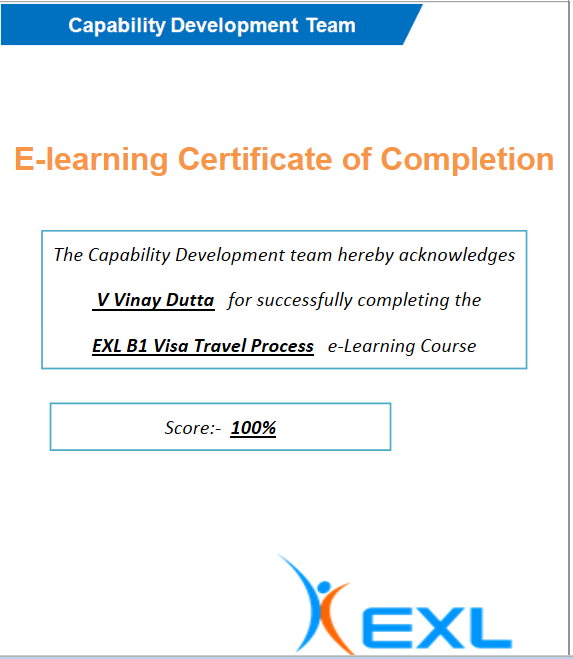 Capability Development Team
E-learning Certificate of Completion
The Capability Development team hereby acknowledges
V Vinay Dutta for successfully completing the
EXL B1 Visa Travel Process e-Learning Course
Score:- 100%
EXL